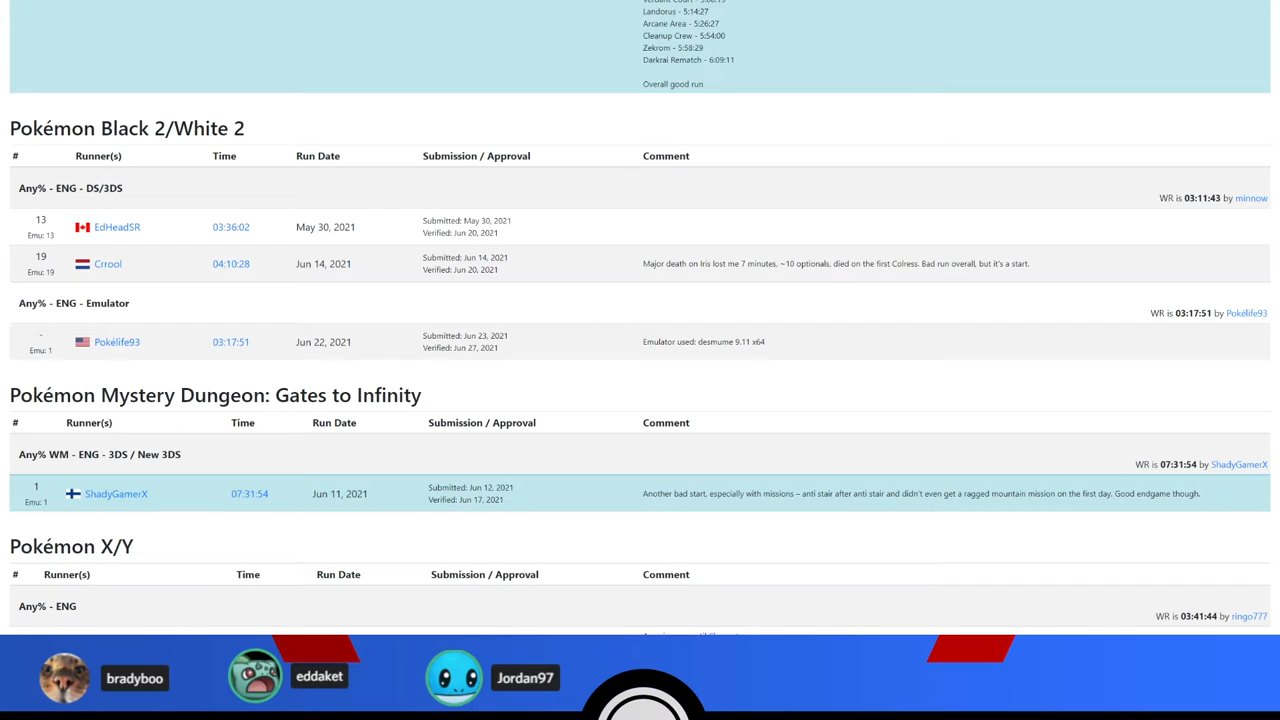 Landorus - 5:14:27
Arcane Area - 5:26:27
Cleanup Crew - 5:54:00
Zekrom - 5:58:29
Darkrai Rematch - 6:09:11
Overall good run
Pokémon Black 2/White 2
# Runner(s) Time Run Date Submission / Approval Comment
Any% - ENG - DS/3DS
WR is 03:11:43 by minnow
13
Emu: 13
EdHeadSR 03:36:02 May 30, 2021
Submitted: May 30, 2021
Verified: Jun 20, 2021
19
Emu: 19
Crrool 04:10:28 Jun 14, 2021
Submitted: Jun 14, 2021
Verified: Jun 20, 2021
Major death on Iris lost me 7 minutes, ~10 optionals, died on the first Colress. Bad run overall, but it's a start.
Any% - ENG - Emulator
WR is 03:17:51 by Pokélife93
-
Emu: 1
Pokélife93 03:17:51 Jun 22, 2021
Submitted: Jun 23, 2021
Verified: Jun 27, 2021
Emulator used: desmume 9.11 x64
Pokémon Mystery Dungeon: Gates to Infinity
# Runner(s) Time Run Date Submission / Approval Comment
Any% WM - ENG - 3DS / New 3DS
WR is 07:31:54 by ShadyGamerX
1
Emu: 1
ShadyGamerX 07:31:54 Jun 11, 2021
Submitted: Jun 12, 2021
Verified: Jun 17, 2021
Another bad start, especially with missions – anti stair after anti stair and didn't even get a ragged mountain mission on the first day. Good endgame though.
Pokémon X/Y
# Runner(s) Time Run Date Submission / Approval Comment
Any% - ENG
WR is 03:41:44 by ringo777
bradyboo
eddaket
Jordan97